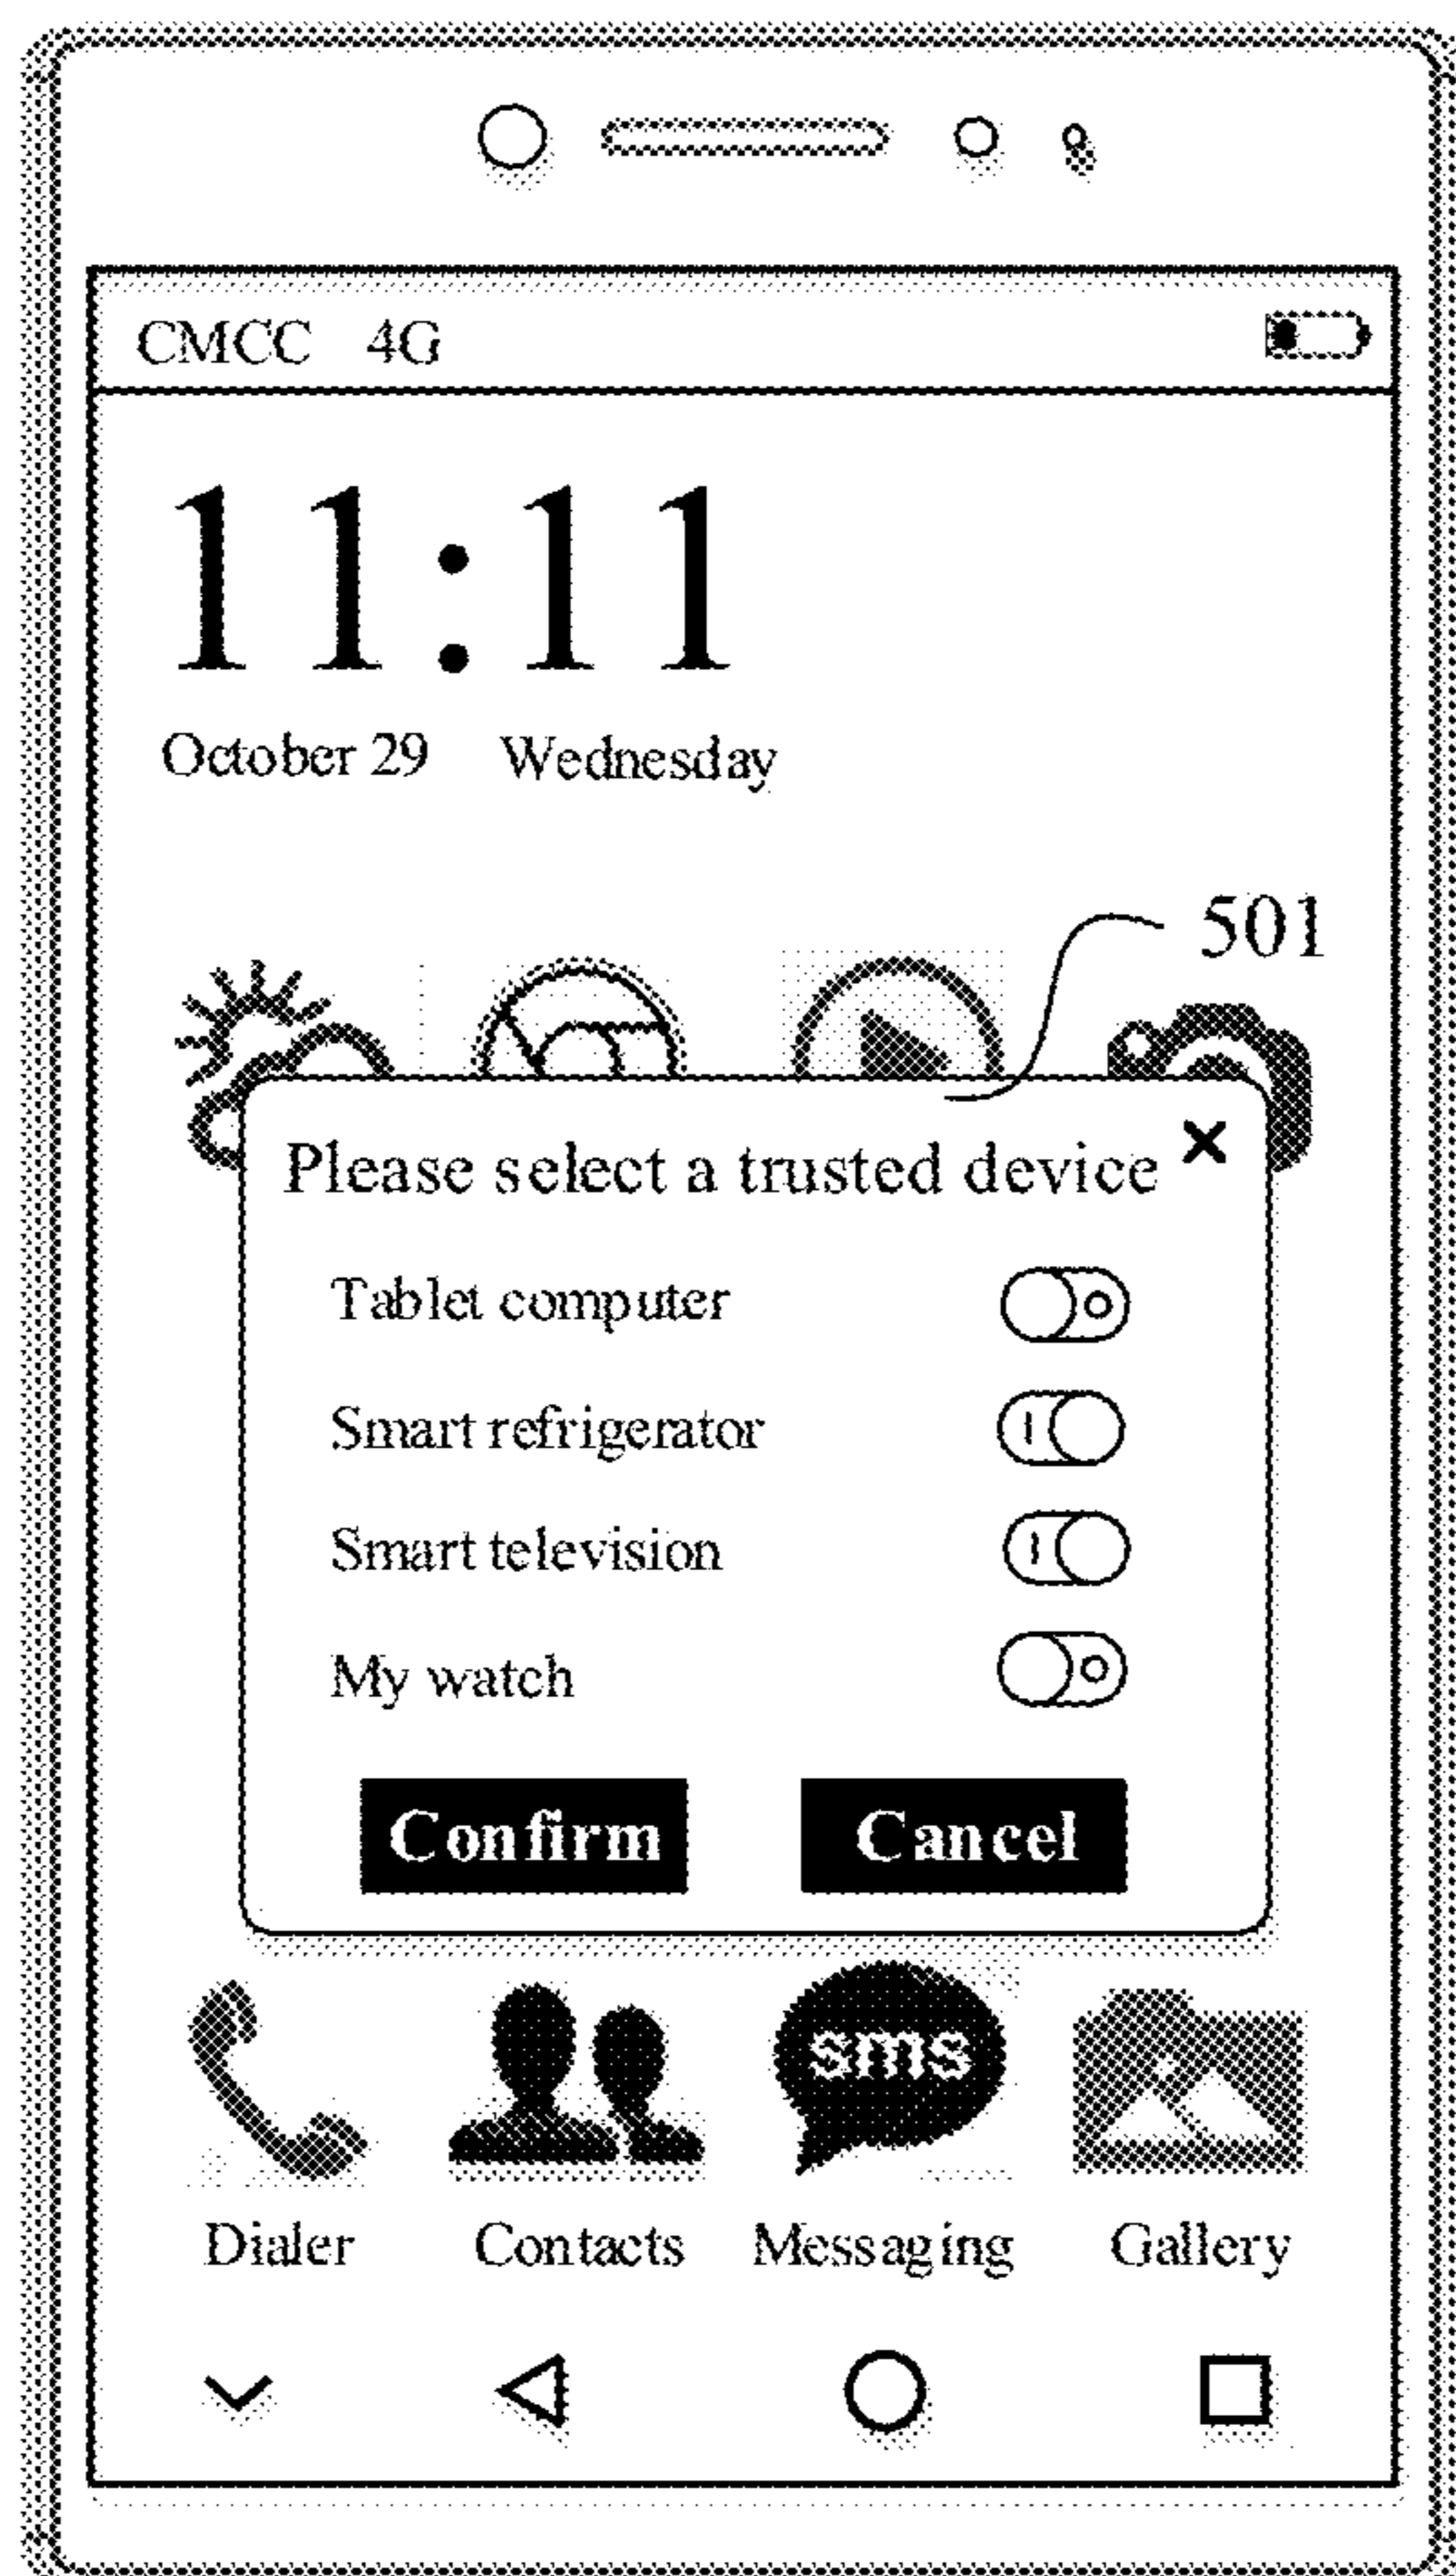 CMCC 4G
11:11
October 29 Wednesday
501
Please select a trusted device
Tablet computer
Smart refrigerator
Smart television
My watch
Confirm Cancel
sms
Dialer Contacts Messaging Gallery